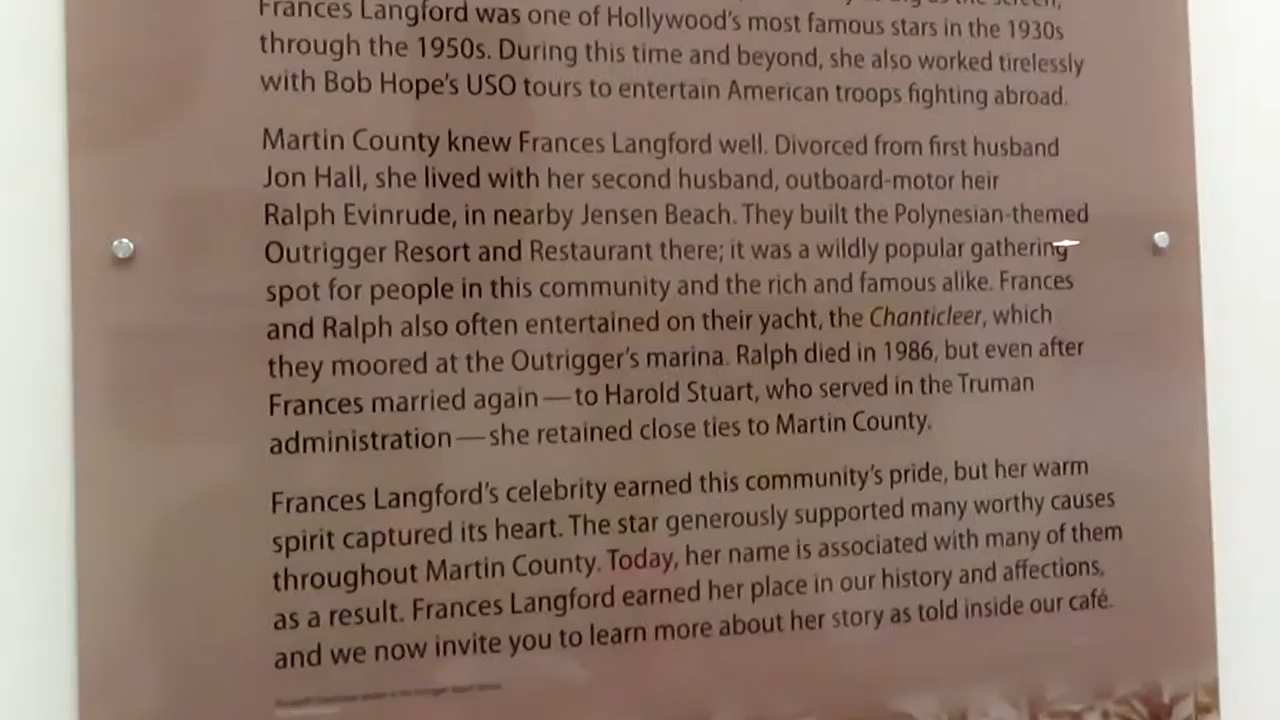 Frances Langford was one of Hollywood's most famous stars in the 1930s
through the 1950s. During this time and beyond, she also worked tirelessly
with Bob Hope's USO tours to entertain American troops fighting abroad.
Martin County knew Frances Langford well. Divorced from first husband
Jon Hall, she lived with her second husband, outboard-motor heir
Ralph Evinrude, in nearby Jensen Beach. They built the Polynesian-themed
Outrigger Resort and Restaurant there; it was a wildly popular gathering
spot for people in this community and the rich and famous alike. Frances
and Ralph also often entertained on their yacht, the Chanticleer, which
they moored at the Outrigger's marina. Ralph died in 1986, but even after
Frances married again—to Harold Stuart, who served in the Truman
administration—she retained close ties to Martin County.
Frances Langford's celebrity earned this community's pride, but her warm
spirit captured its heart. The star generously supported many worthy causes
throughout Martin County. Today, her name is associated with many of them
as a result. Frances Langford earned her place in our history and affections,
and we now invite you to learn more about her story as told inside our café.